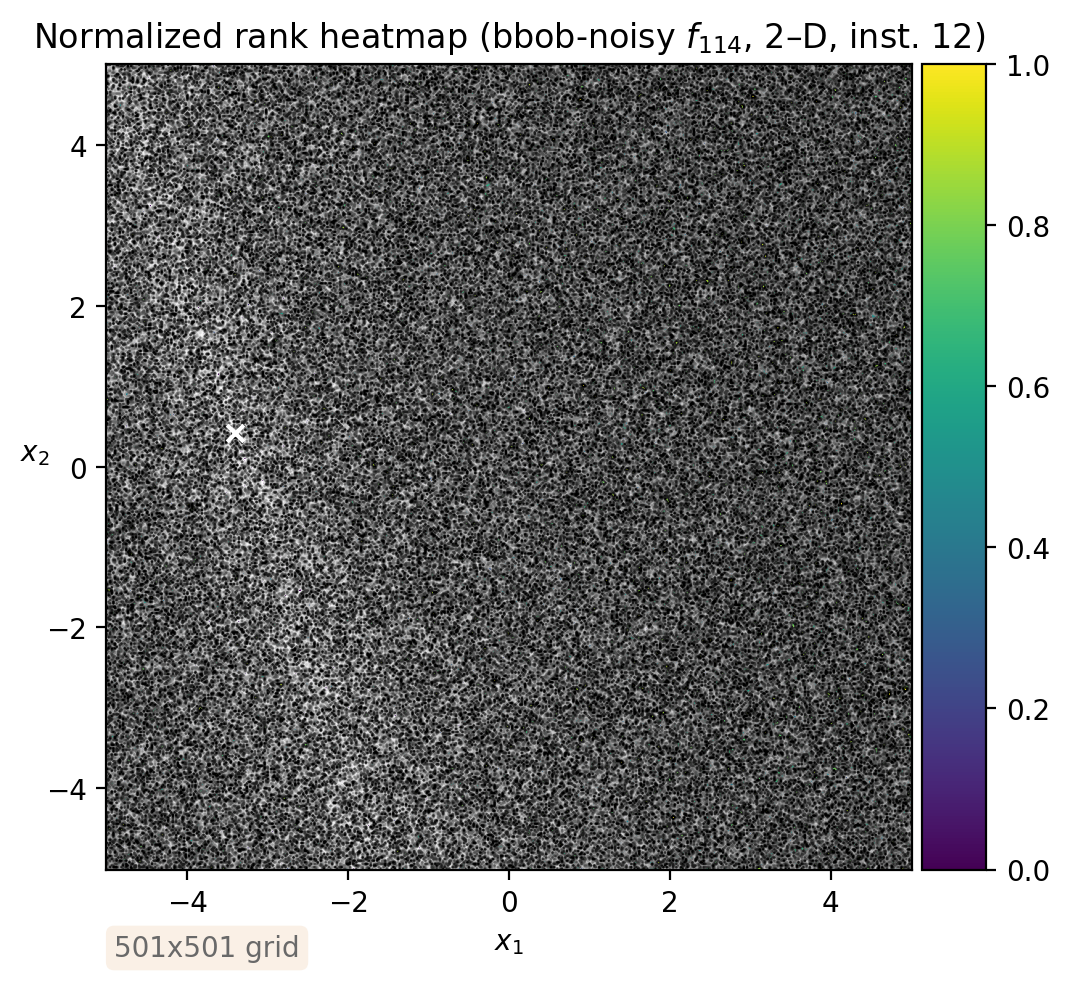 Normalized rank heatmap (bbob-noisy f₁₁₄, 2–D, inst. 12)
1.0
0.8
0.6
0.4
0.2
0.0
4
2
0
−2
−4
x₂
−4 −2 0 2 4
x₁
501x501 grid